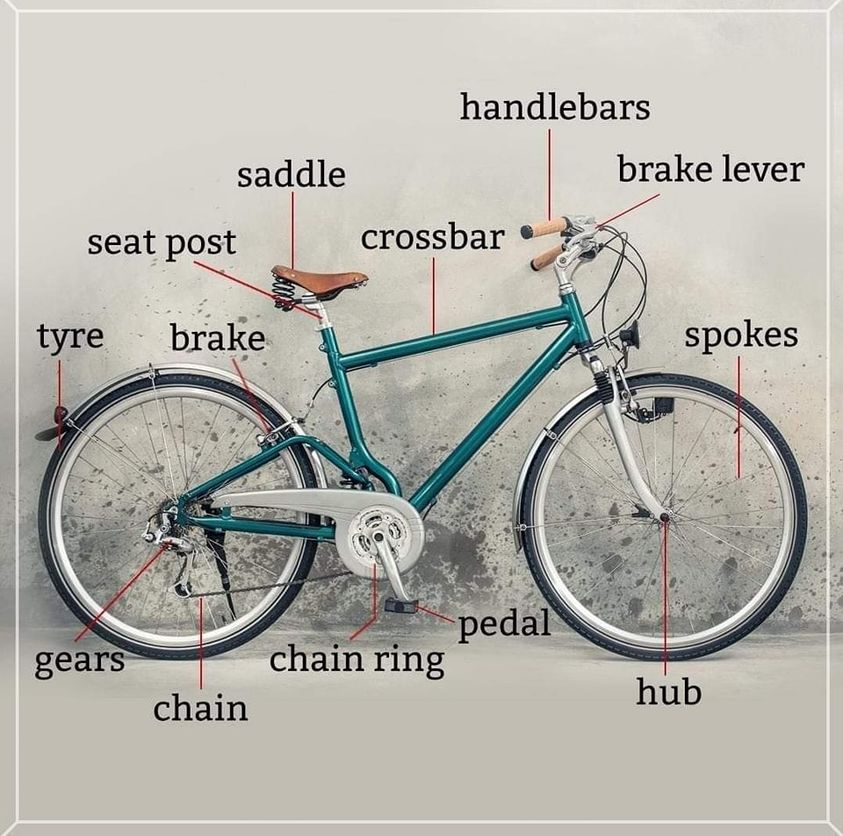 handlebars
brake lever
saddle
seat post
crossbar
tyre
brake
spokes
pedal
gears
chain ring
hub
chain